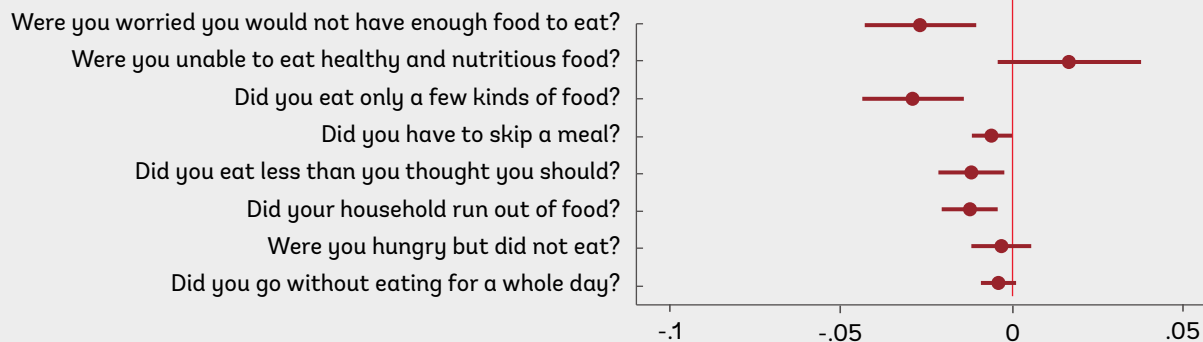 Were you worried you would not have enough food to eat?
Were you unable to eat healthy and nutritious food?
Did you eat only a few kinds of food?
Did you have to skip a meal?
Did you eat less than you thought you should?
Did your household run out of food?
Were you hungry but did not eat?
Did you go without eating for a whole day?
-.1 -.05 0 .05